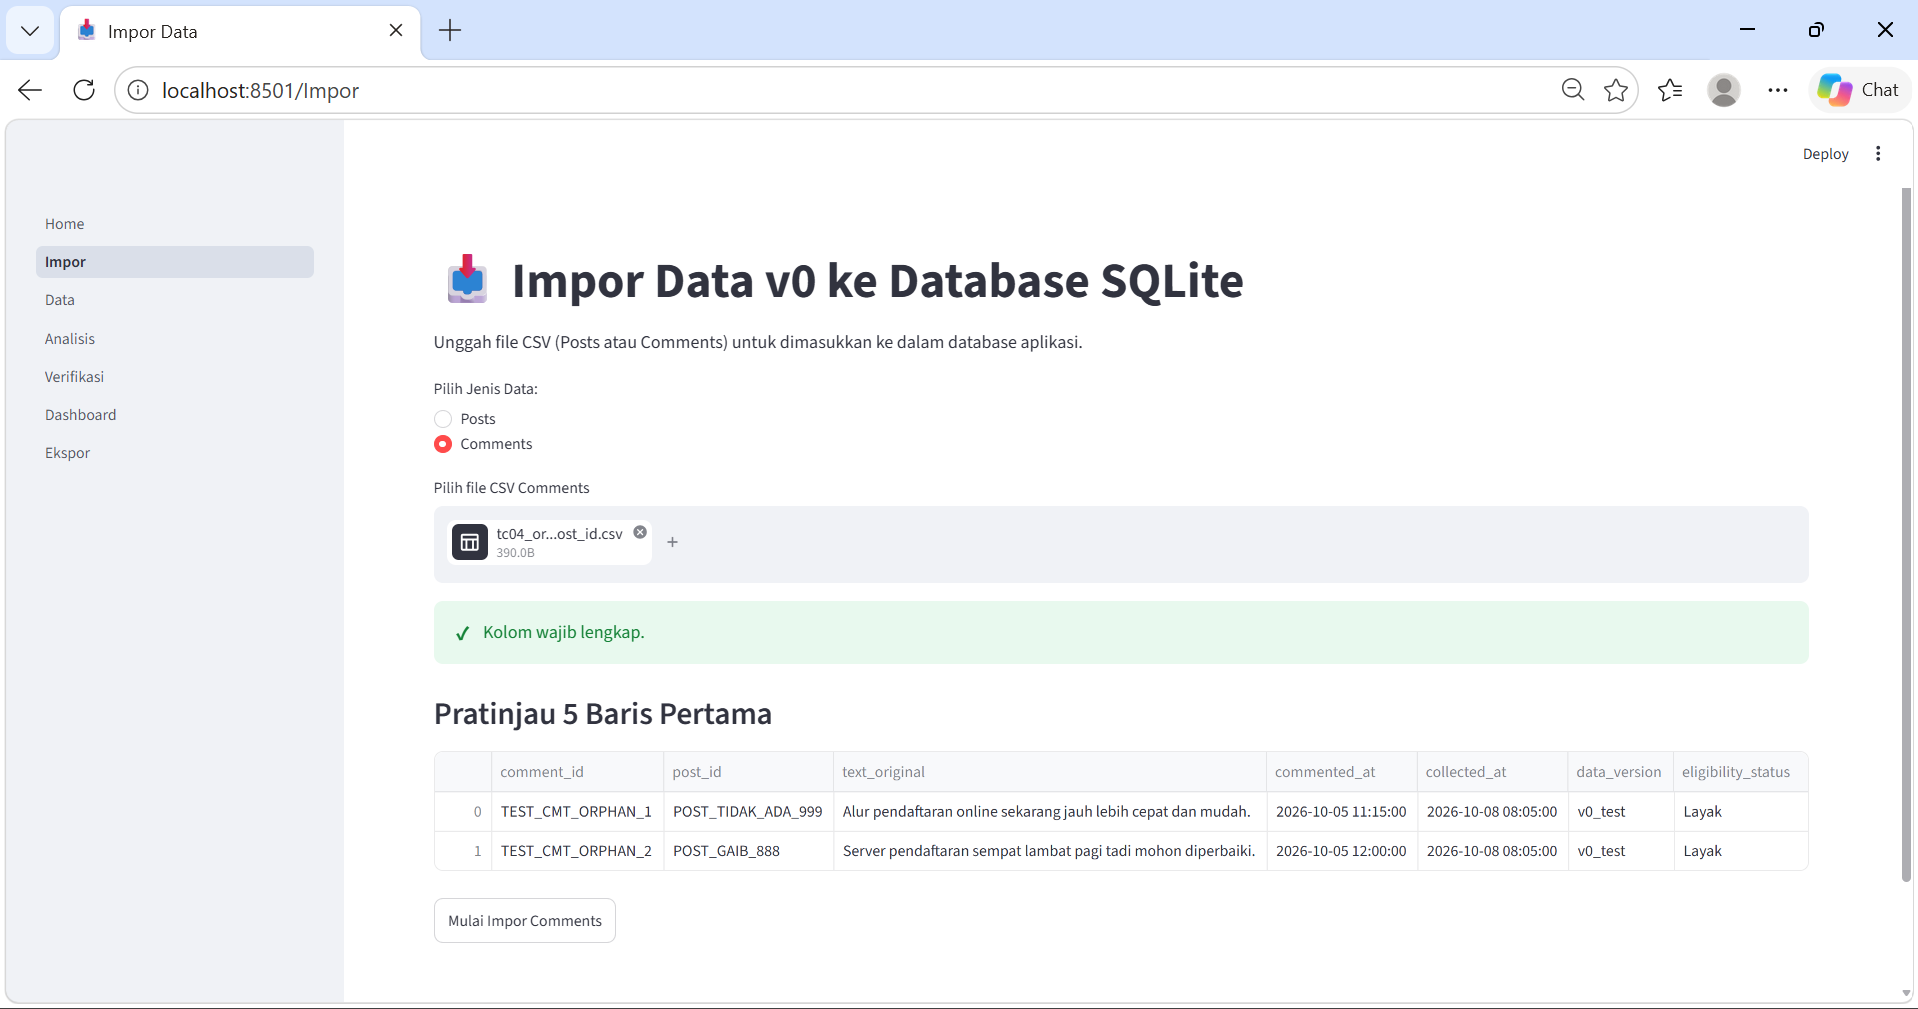 Impor Data
localhost:8501/Impor
Chat
Deploy
Home
Impor
Data
Analisis
Verifikasi
Dashboard
Ekspor
Impor Data v0 ke Database SQLite
Unggah file CSV (Posts atau Comments) untuk dimasukkan ke dalam database aplikasi.
Pilih Jenis Data:
Posts
Comments
Pilih file CSV Comments
tc04_or...ost_id.csv
390.0B
Kolom wajib lengkap.
Pratinjau 5 Baris Pertama
comment_id post_id text_original commented_at collected_at data_version eligibility_status
0 TEST_CMT_ORPHAN_1 POST_TIDAK_ADA_999 Alur pendaftaran online sekarang jauh lebih cepat dan mudah. 2026-10-05 11:15:00 2026-10-08 08:05:00 v0_test Layak
1 TEST_CMT_ORPHAN_2 POST_GAIB_888 Server pendaftaran sempat lambat pagi tadi mohon diperbaiki. 2026-10-05 12:00:00 2026-10-08 08:05:00 v0_test Layak
Mulai Impor Comments